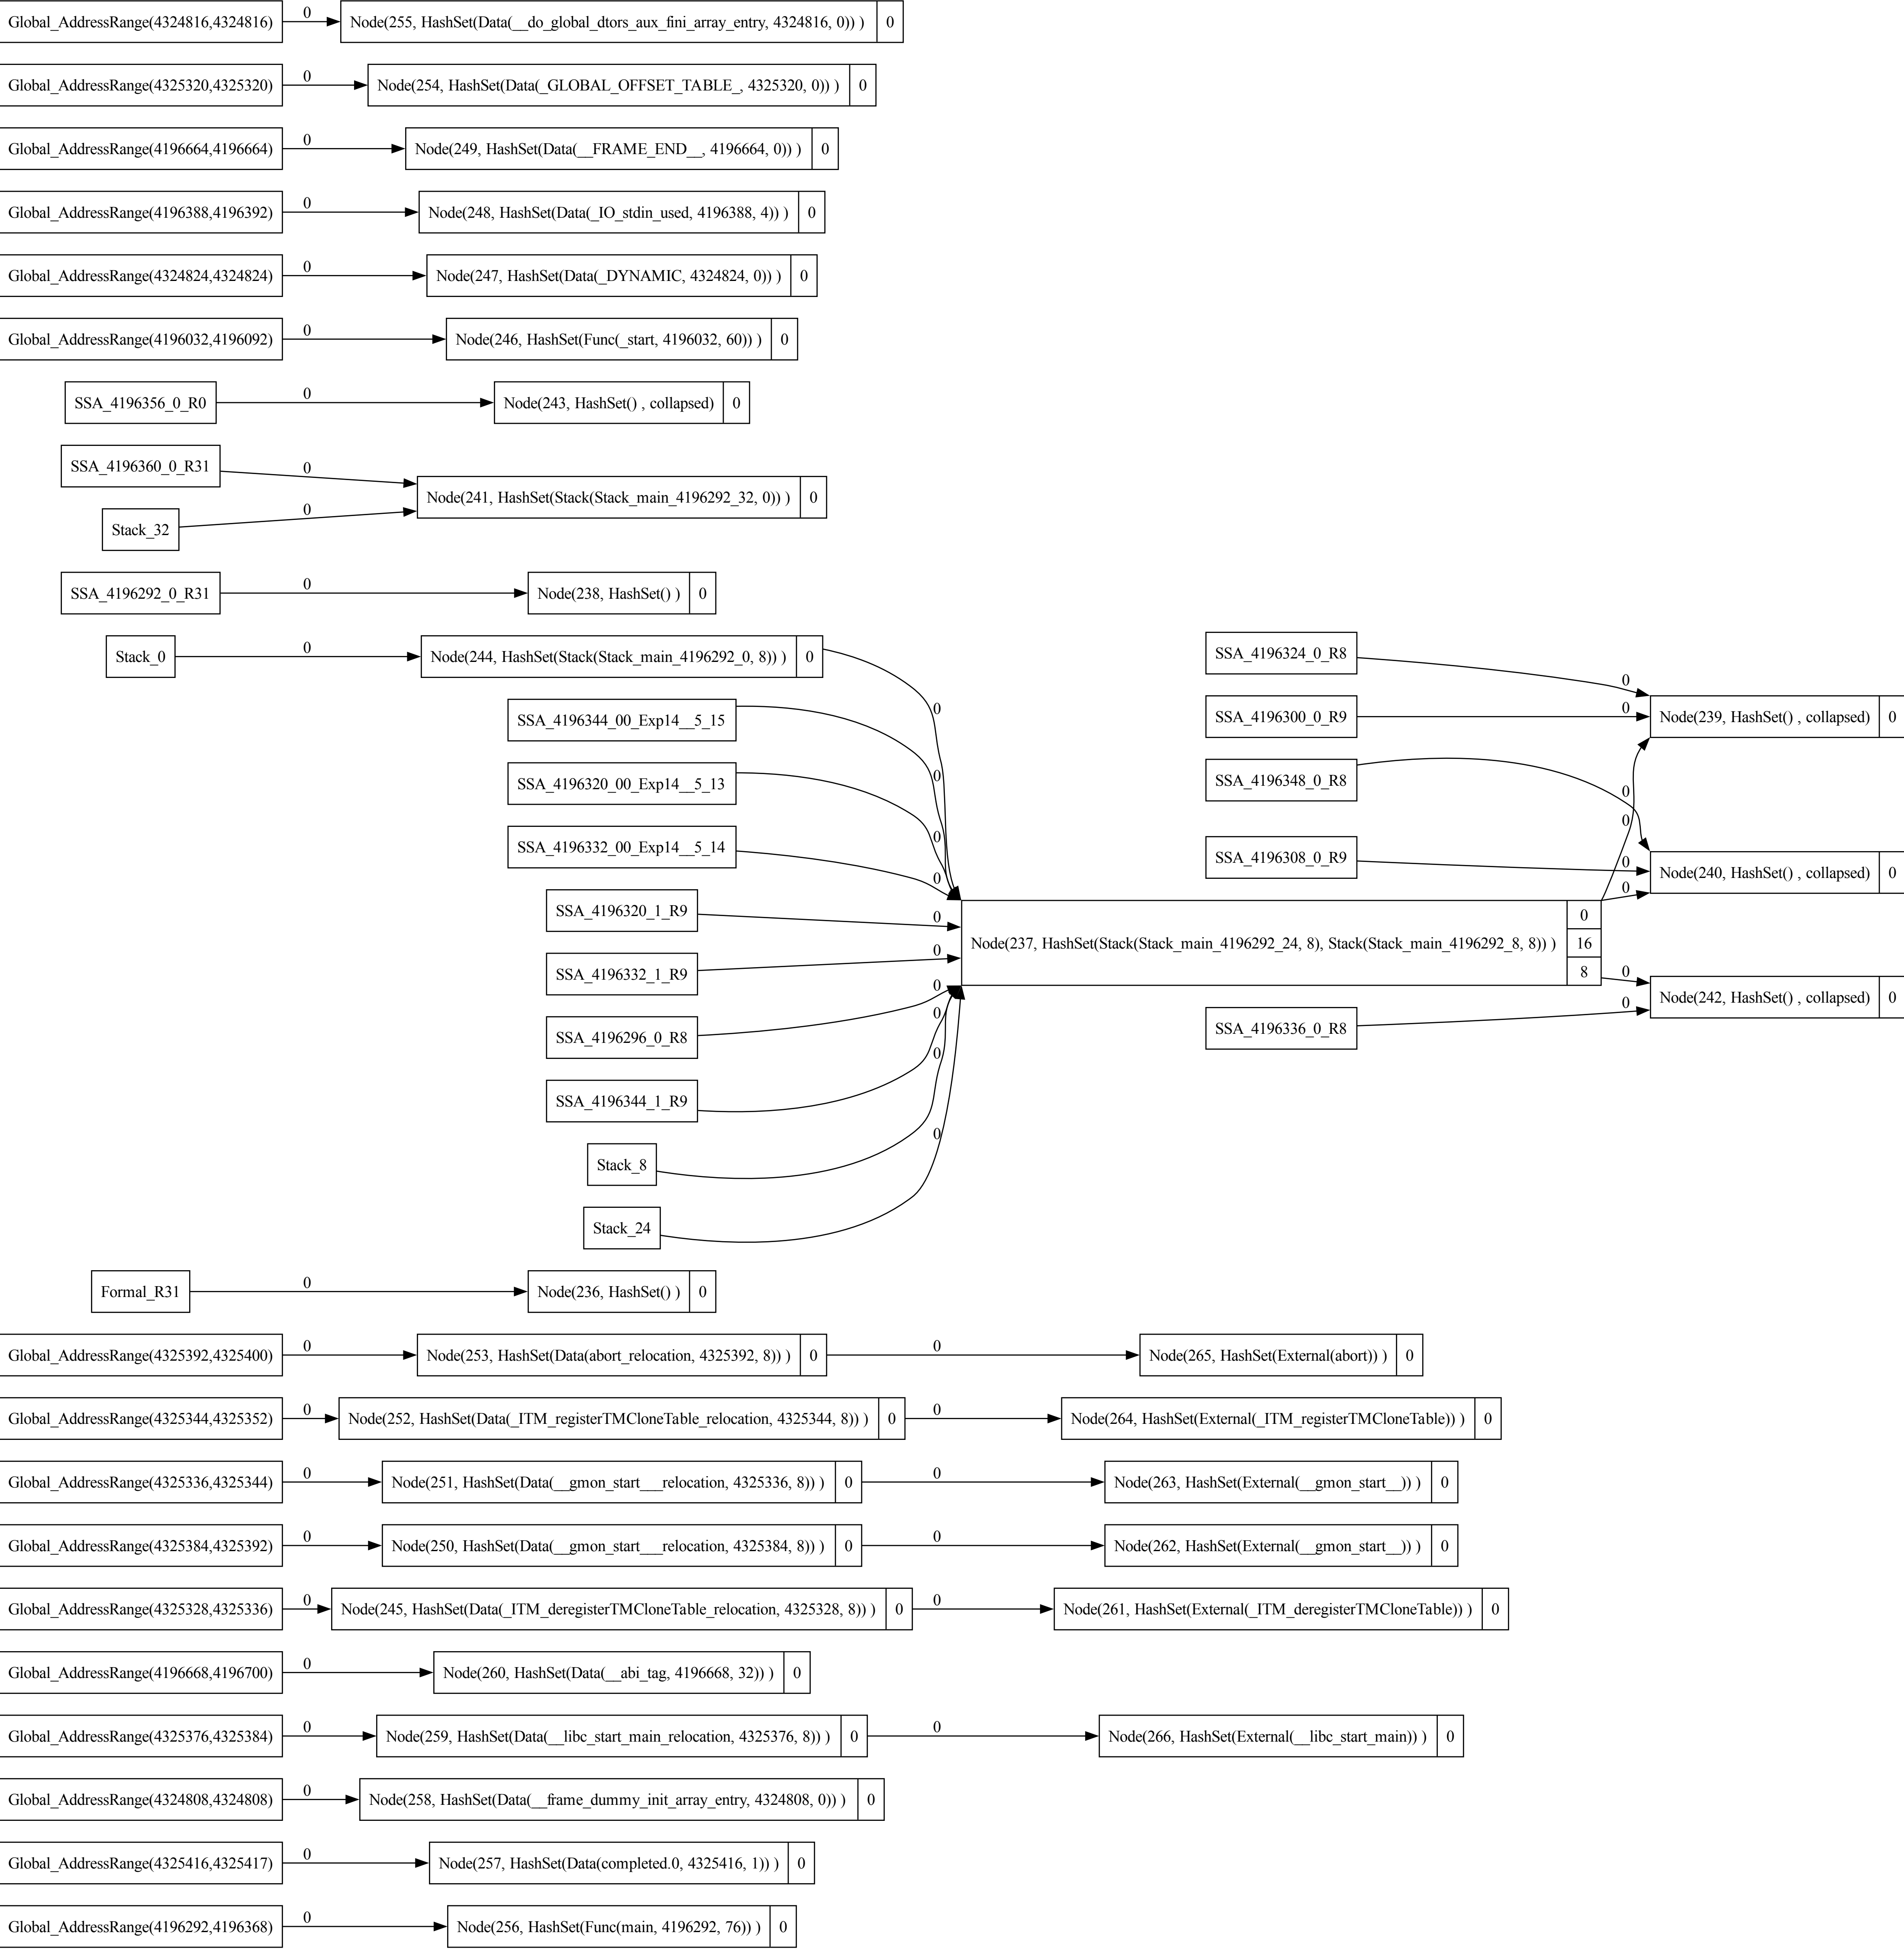 Global_AddressRange(4324816,4324816) 0 Node(255, HashSet(Data(__do_global_dtors_aux_fini_array_entry, 4324816, 0)) ) 0
Global_AddressRange(4325320,4325320) 0 Node(254, HashSet(Data(_GLOBAL_OFFSET_TABLE_, 4325320, 0)) ) 0
Global_AddressRange(4196664,4196664) 0 Node(249, HashSet(Data(__FRAME_END__, 4196664, 0)) ) 0
Global_AddressRange(4196388,4196392) 0 Node(248, HashSet(Data(_IO_stdin_used, 4196388, 4)) ) 0
Global_AddressRange(4324824,4324824) 0 Node(247, HashSet(Data(_DYNAMIC, 4324824, 0)) ) 0
Global_AddressRange(4196032,4196092) 0 Node(246, HashSet(Func(_start, 4196032, 60)) ) 0
SSA_4196356_0_R0 0 Node(243, HashSet() , collapsed) 0
SSA_4196360_0_R31 0
Node(241, HashSet(Stack(Stack_main_4196292_32, 0)) ) 0
Stack_32 0
SSA_4196292_0_R31 0 Node(238, HashSet() ) 0
Stack_0 0 Node(244, HashSet(Stack(Stack_main_4196292_0, 8)) ) 0 0
SSA_4196324_0_R8 0
SSA_4196344_00_Exp14__5_15 0
SSA_4196300_0_R9 0 Node(239, HashSet() , collapsed) 0
SSA_4196320_00_Exp14__5_13 0
SSA_4196348_0_R8 0
0
SSA_4196332_00_Exp14__5_14 0
SSA_4196308_0_R9 0 Node(240, HashSet() , collapsed) 0
0
SSA_4196320_1_R9 0
Node(237, HashSet(Stack(Stack_main_4196292_24, 8), Stack(Stack_main_4196292_8, 8)) ) 0
16
8
SSA_4196332_1_R9 0
0 Node(242, HashSet() , collapsed) 0
SSA_4196296_0_R8 0
SSA_4196336_0_R8 0
SSA_4196344_1_R9 0
Stack_8 0
Stack_24 0
Formal_R31 0 Node(236, HashSet() ) 0
Global_AddressRange(4325392,4325400) 0 Node(253, HashSet(Data(abort_relocation, 4325392, 8)) ) 0 0 Node(265, HashSet(External(abort)) ) 0
Global_AddressRange(4325344,4325352) 0 Node(252, HashSet(Data(_ITM_registerTMCloneTable_relocation, 4325344, 8)) ) 0 0 Node(264, HashSet(External(_ITM_registerTMCloneTable)) ) 0
Global_AddressRange(4325336,4325344) 0 Node(251, HashSet(Data(__gmon_start___relocation, 4325336, 8)) ) 0 0 Node(263, HashSet(External(__gmon_start__)) ) 0
Global_AddressRange(4325384,4325392) 0 Node(250, HashSet(Data(__gmon_start___relocation, 4325384, 8)) ) 0 0 Node(262, HashSet(External(__gmon_start__)) ) 0
Global_AddressRange(4325328,4325336) 0 Node(245, HashSet(Data(_ITM_deregisterTMCloneTable_relocation, 4325328, 8)) ) 0 0 Node(261, HashSet(External(_ITM_deregisterTMCloneTable)) ) 0
Global_AddressRange(4196668,4196700) 0 Node(260, HashSet(Data(__abi_tag, 4196668, 32)) ) 0
Global_AddressRange(4325376,4325384) 0 Node(259, HashSet(Data(__libc_start_main_relocation, 4325376, 8)) ) 0 0 Node(266, HashSet(External(__libc_start_main)) ) 0
Global_AddressRange(4324808,4324808) 0 Node(258, HashSet(Data(__frame_dummy_init_array_entry, 4324808, 0)) ) 0
Global_AddressRange(4325416,4325417) 0 Node(257, HashSet(Data(completed.0, 4325416, 1)) ) 0
Global_AddressRange(4196292,4196368) 0 Node(256, HashSet(Func(main, 4196292, 76)) ) 0